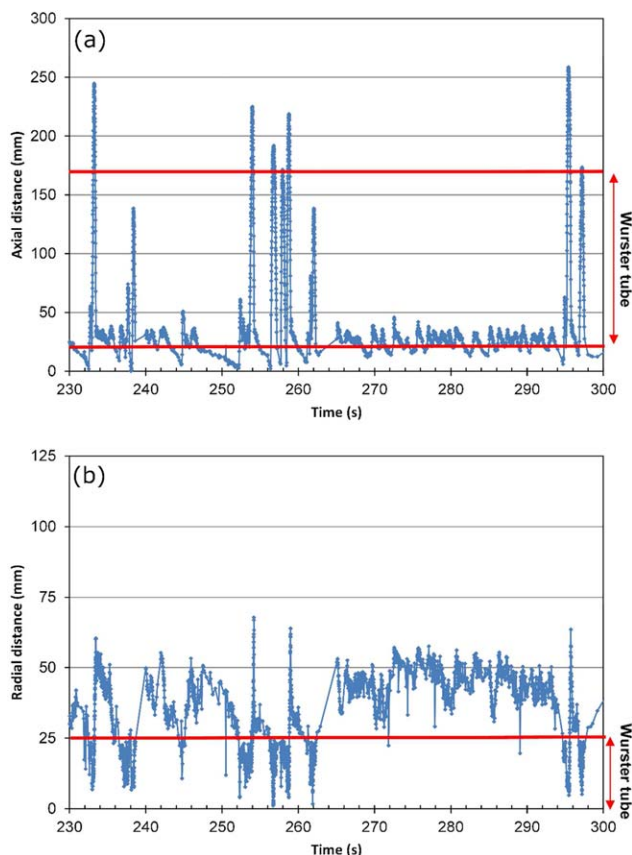 (a)
300
250
200
150
100
50
0
Axial distance (mm)
230 240 250 260 270 280 290 300
Time (s)
Wurster tube
(b)
125
100
75
50
25
0
Radial distance (mm)
230 240 250 260 270 280 290 300
Time (s)
Wurster tube